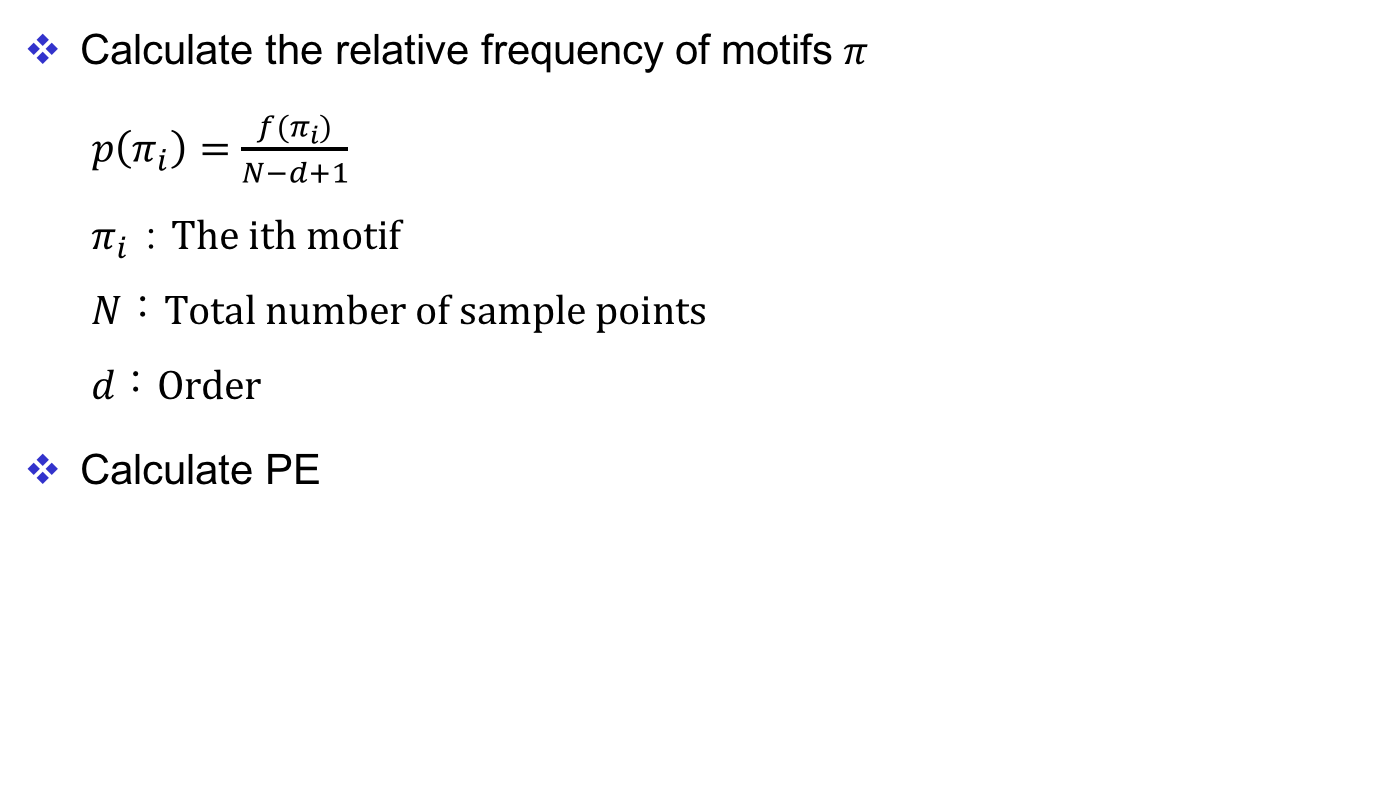 ❖ Calculate the relative frequency of motifs 𝜋
𝑝(𝜋ᵢ) = 𝑓(𝜋ᵢ) / 𝑁−𝑑+1
𝜋ᵢ : The ith motif
𝑁 : Total number of sample points
𝑑 : Order
❖ Calculate PE